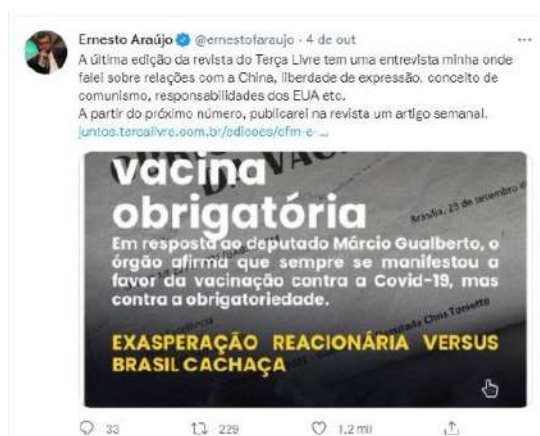 Ernesto Araújo @ernestofaraujo · 4 de out
A última edição da revista do Terça Livre tem uma entrevista minha onde
falei sobre relações com a China, liberdade de expressão, conceito de
comunismo, responsabilidades dos EUA etc.
A partir do próximo número, publicarei na revista um artigo semanal.
juntos.tercalivre.com.br/edicoes/cfm-e-...
vacina
obrigatória
Brasília, 23 de setembro d
Em resposta ao deputado Márcio Gualberto, o
órgão afirma que sempre se manifestou a
favor da vacinação contra a Covid-19, mas
contra a obrigatoriedade.
Deputada Chris Tonietto
EXASPERAÇÃO REACIONÁRIA VERSUS
BRASIL CACHAÇA
33 229 1,2 mil